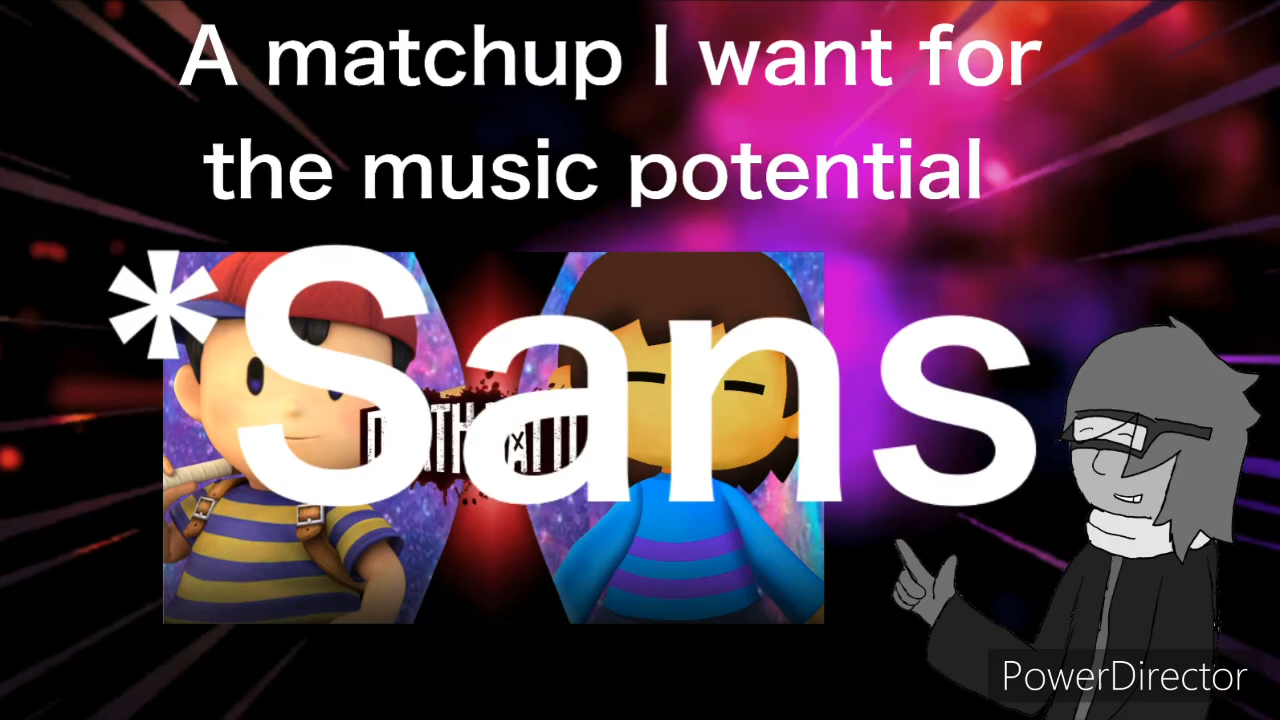 A matchup I want for
the music potential
*Sans
PowerDirector